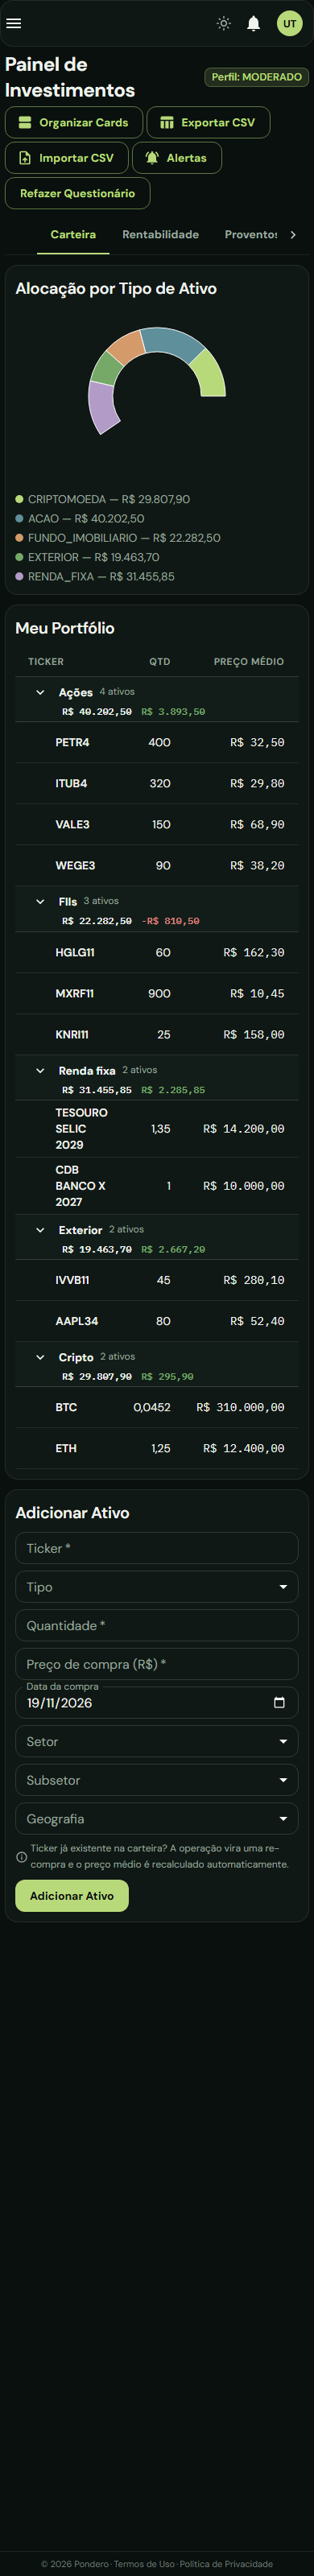 UT
Painel de
Investimentos
Perfil: MODERADO
Organizar Cards
Exportar CSV
Importar CSV
Alertas
Refazer Questionário
Carteira
Rentabilidade
Proventos
Alocação por Tipo de Ativo
CRIPTOMOEDA — R$ 29.807,90
ACAO — R$ 40.202,50
FUNDO_IMOBILIARIO — R$ 22.282,50
EXTERIOR — R$ 19.463,70
RENDA_FIXA — R$ 31.455,85
Meu Portfólio
TICKER QTD PREÇO MÉDIO
Ações 4 ativos
R$ 40.202,50 R$ 3.893,50
PETR4 400 R$ 32,50
ITUB4 320 R$ 29,80
VALE3 150 R$ 68,90
WEGE3 90 R$ 38,20
FIIs 3 ativos
R$ 22.282,50 -R$ 810,50
HGLG11 60 R$ 162,30
MXRF11 900 R$ 10,45
KNRI11 25 R$ 158,00
Renda fixa 2 ativos
R$ 31.455,85 R$ 2.285,85
TESOURO
SELIC
2029
1,35 R$ 14.200,00
CDB
BANCO X
2027
1 R$ 10.000,00
Exterior 2 ativos
R$ 19.463,70 R$ 2.667,20
IVVB11 45 R$ 280,10
AAPL34 80 R$ 52,40
Cripto 2 ativos
R$ 29.807,90 R$ 295,90
BTC 0,0452 R$ 310.000,00
ETH 1,25 R$ 12.400,00
Adicionar Ativo
Ticker *
Tipo
Quantidade *
Preço de compra (R$) *
Data da compra
19/11/2026
Setor
Subsetor
Geografia
Ticker já existente na carteira? A operação vira uma re-
compra e o preço médio é recalculado automaticamente.
Adicionar Ativo
© 2026 Pondero · Termos de Uso · Política de Privacidade